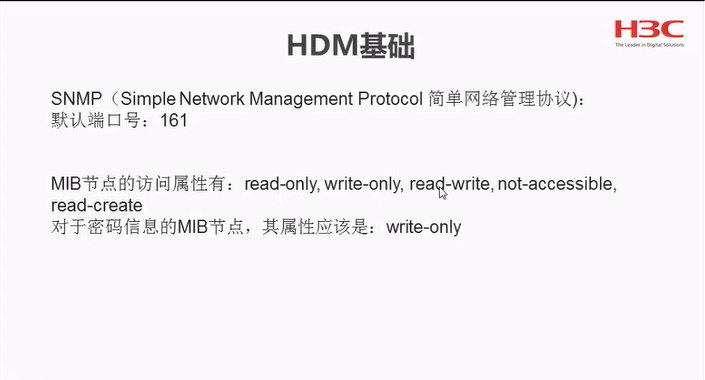 H3C
The Leader in Digital Solutions
HDM基础
SNMP（Simple Network Management Protocol 简单网络管理协议)：
默认端口号：161
MIB节点的访问属性有：read-only, write-only, read-write, not-accessible,
read-create
对于密码信息的MIB节点，其属性应该是：write-only